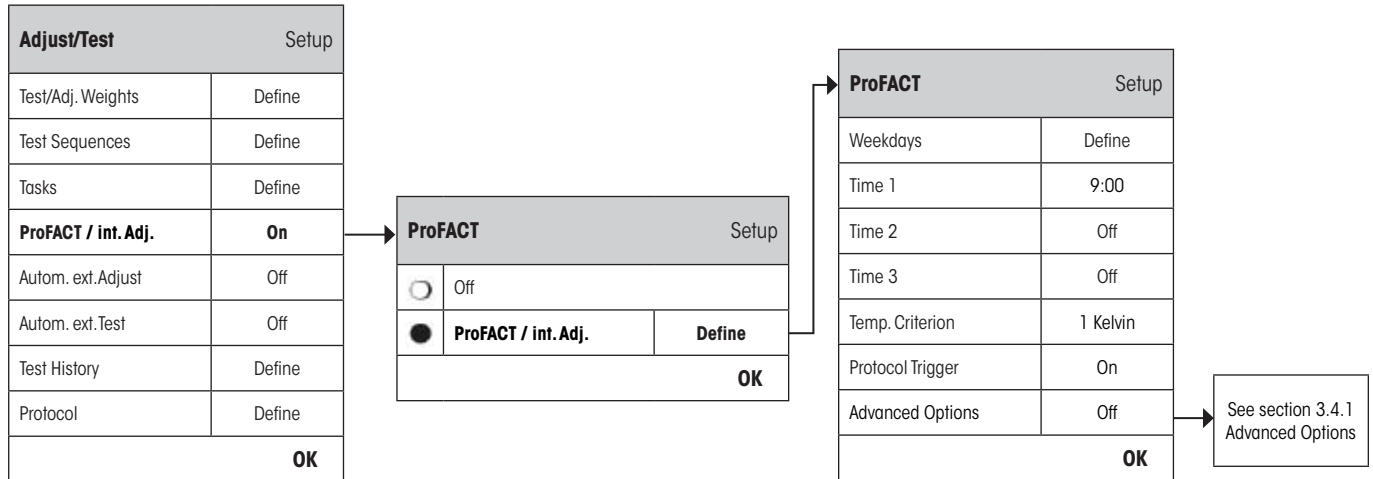 Adjust/Test Setup
Test/Adj. Weights Define
Test Sequences Define
Tasks Define
ProFACT / int. Adj. On
Autom. ext.Adjust Off
Autom. ext.Test Off
Test History Define
Protocol Define
OK
ProFACT Setup
Off
ProFACT / int. Adj. Define
OK
ProFACT Setup
Weekdays Define
Time 1 9:00
Time 2 Off
Time 3 Off
Temp. Criterion 1 Kelvin
Protocol Trigger On
Advanced Options Off
OK
See section 3.4.1
Advanced Options